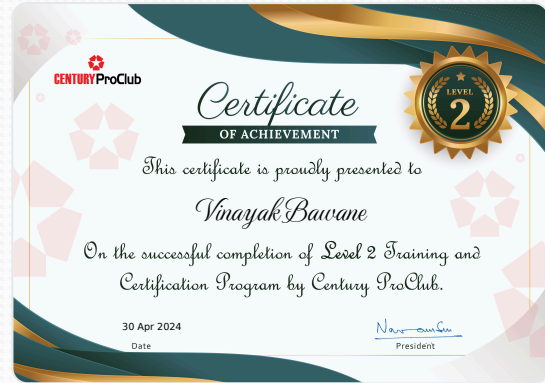 CENTURY ProClub
Certificate
OF ACHIEVEMENT
LEVEL
2
This certificate is proudly presented to
Vinayak Bawane
On the successful completion of Level 2 Training and
Certification Program by Century ProClub.
30 Apr 2024
Date
President